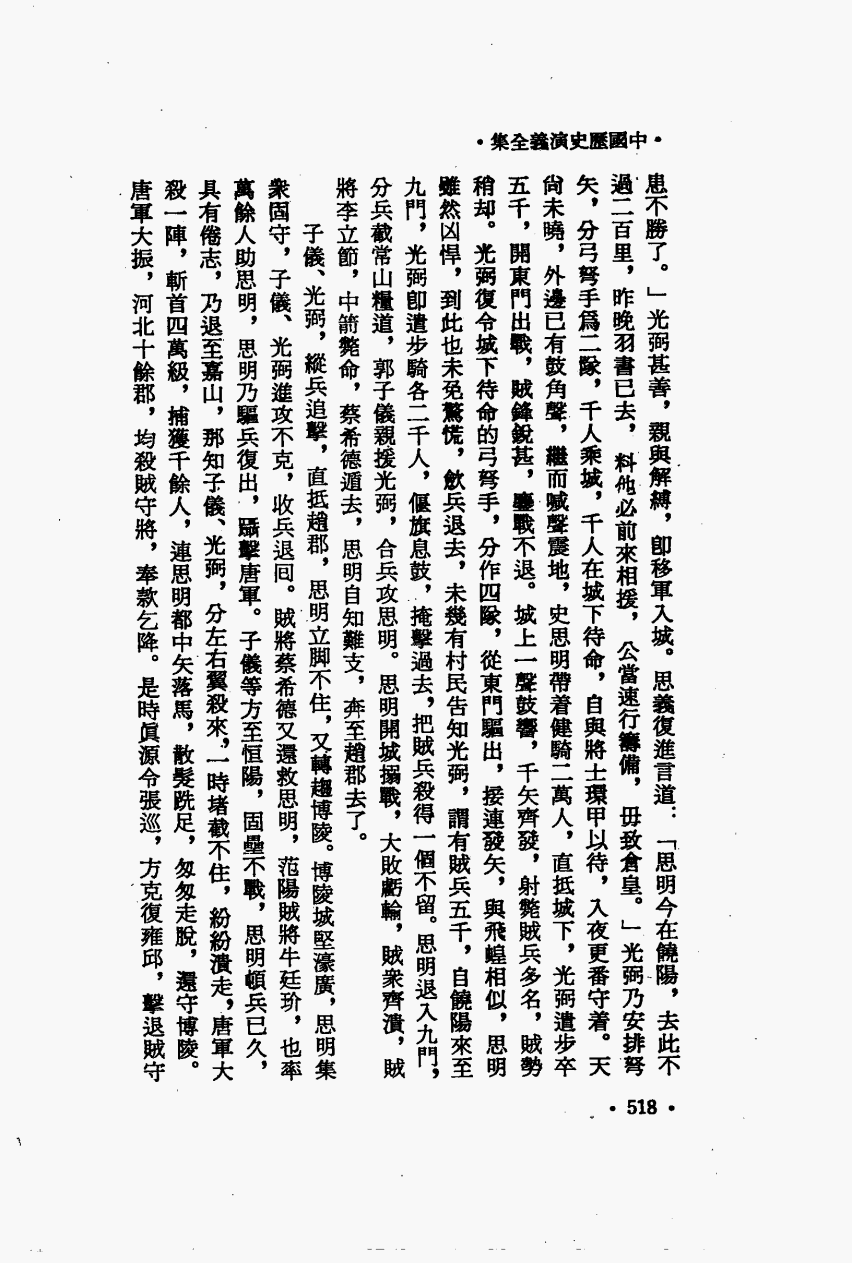 ·中國歷史演義全集·
患不勝了。」光弼甚善，親與解縛，卽移軍入城。思義復進言道：「思明今在饒陽，去此不
過二百里，昨晚羽書已去，料他必前來相援，公當速行籌備，毋致倉皇。」光弼乃安排弩
矢，分弓弩手爲二隊，千人乘城，千人在城下待命，自與將士環甲以待，入夜更番守着。天
尙未曉，外邊已有鼓角聲，繼而喊聲震地，史思明帶着健騎二萬人，直抵城下，光弼遣步卒
五千，開東門出戰，賊鋒銳甚，鏖戰不退。城上一聲鼓響，千矢齊發，射斃賊兵多名，賊勢
稍却。光弼復令城下待命的弓弩手，分作四隊，從東門驅出，接連發矢，與飛蝗相似，思明
雖然凶悍，到此也未免驚慌，斂兵退去，未幾有村民吿知光弼，謂有賊兵五千，自饒陽來至
九門，光弼卽遣步騎各二千人，偃旗息鼓，掩擊過去，把賊兵殺得一個不留。思明退入九門，
分兵截常山糧道，郭子儀親援光弼，合兵攻思明。思明開城搦戰，大敗虧輸，賊衆齊潰，賊
將李立節，中箭斃命，蔡希德遁去，思明自知難支，奔至趙郡去了。
子儀、光弼，縱兵追擊，直抵趙郡，思明立脚不住，又轉趨博陵。博陵城堅濠廣，思明集
衆固守，子儀、光弼進攻不克，收兵退囘。賊將蔡希德又還救思明，范陽賊將牛廷玠，也率
萬餘人助思明，思明乃驅兵復出，躡擊唐軍。子儀等方至恒陽，固壘不戰，思明頓兵已久，
具有倦志，乃退至嘉山，那知子儀、光弼，分左右翼殺來，一時堵截不住，紛紛潰走，唐軍大
殺一陣，斬首四萬級，捕獲千餘人，連思明都中矢落馬，散髮跣足，匆匆走脫，還守博陵。
唐軍大振，河北十餘郡，均殺賊守將，奉款乞降。是時眞源令張巡，方克復雍邱，擊退賊守
·518·